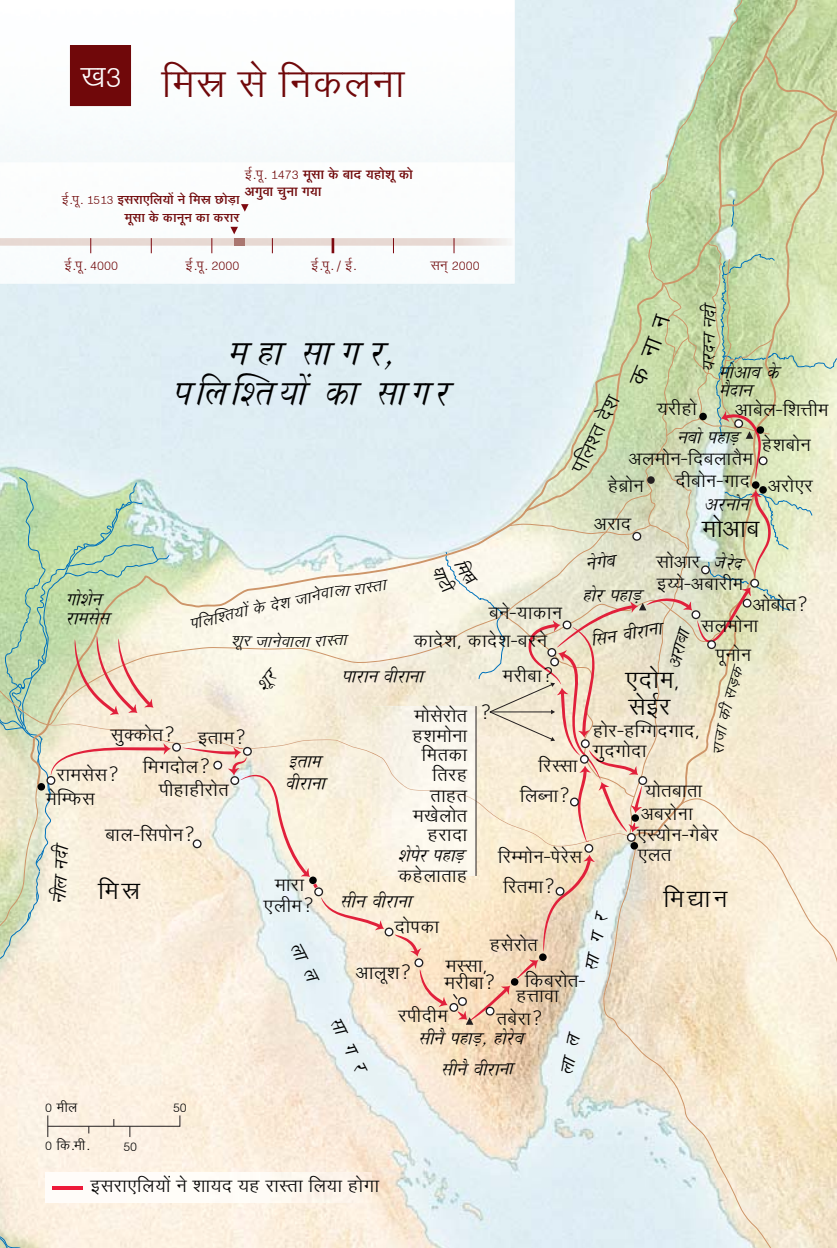 ख3
मिस्र से निकलना
ई.पू. 1473 मूसा के बाद यहोशू को
अगुवा चुना गया
ई.पू. 1513 इसराएलियों ने मिस्र छोड़ा
मूसा के कानून का करार
ई.पू. 4000
ई.पू. 2000
ई.पू. / ई.
सन् 2000
महा सागर,
पलिश्तियों का सागर
कनान
यरदन नदी
पलिश्त देश
मोआब के
मैदान
यरीहो
आबेल-शित्तीम
नबो पहाड़
हेशबोन
अलमोन-दिबलातैम
हेब्रोन
दीबोन-गाद
अरोएर
अरनोन
मोआब
अराद
नेगेब
सोआर
जेरेद
इय्ये-अबारीम
होर पहाड़
ओबोत?
मिस्र
घाटी
गोशेन
रामसेस
पलिश्तियों के देश जानेवाला रास्ता
शूर जानेवाला रास्ता
बने-याकान
सलमोना
कादेश, कादेश-बरने
सिन वीराना
अराबा
पूनोन
शूर
पारान वीराना
मरीबा?
एदोम,
सेईर
राजा की सड़क
मोसेरोत
हशमोना
मितका
तिरह
ताहत
मखेलोत
हरादा
शेपेर पहाड़
कहेलाताह
?
होर-हग्गिदगाद,
गुदगोदा
सुक्कोत?
इताम?
मिगदोल?
रामसेस?
पीहाहीरोत
इताम
वीराना
मेम्फिस
रिस्सा
योतबाता
लिब्ना?
अबरोना
एस्योन-गेबेर
एलत
बाल-सिपोन?
रिम्मोन-पेरेस
नील नदी
मिस्र
मारा
एलीम?
सीन वीराना
रितमा?
मिद्यान
दोपका
हसेरोत
आलूश?
मस्सा,
मरीबा?
किबरोत-
हत्तावा
रपीदीम
तबेरा?
सीनै पहाड़, होरेब
सीनै वीराना
लाल सागर
लाल सागर
0 मील
50
0 कि.मी.
50
इसराएलियों ने शायद यह रास्ता लिया होगा